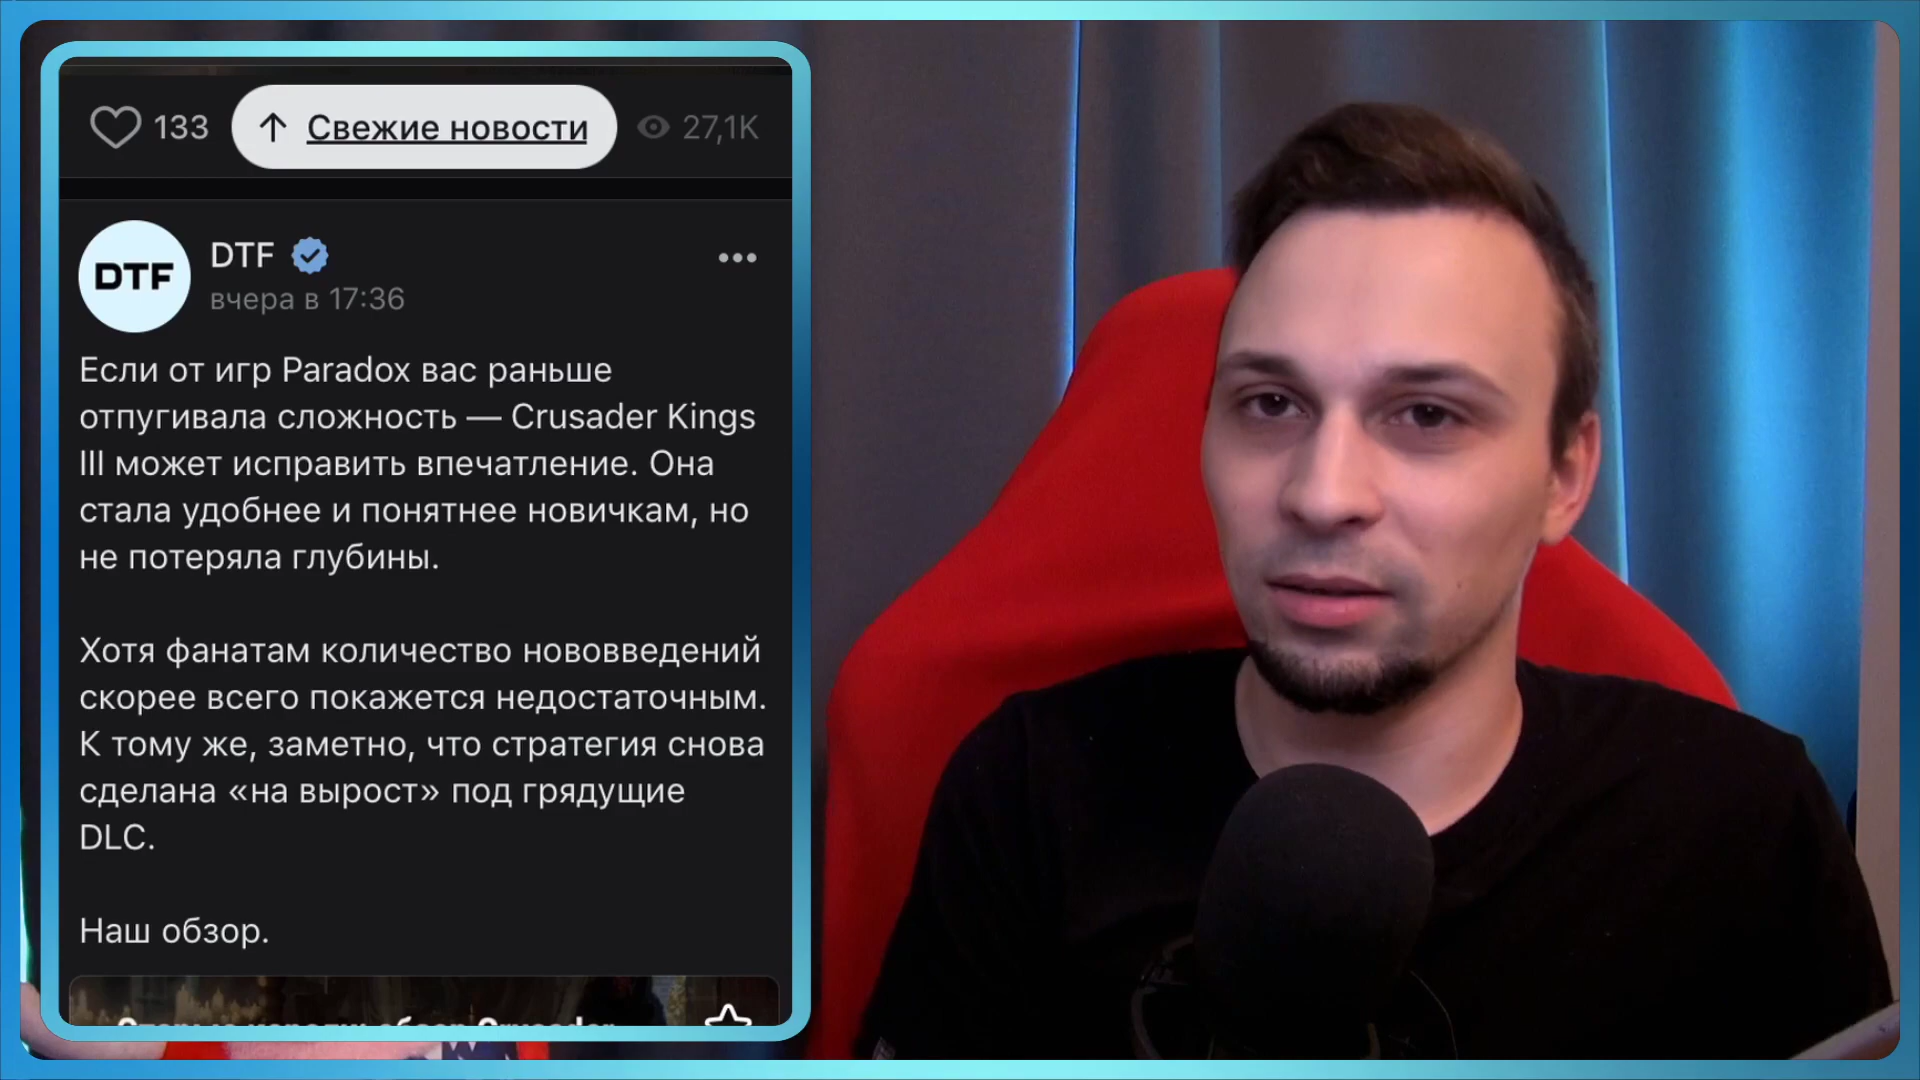 133
Свежие новости
27,1K
DTF
DTF
вчера в 17:36
Если от игр Paradox вас раньше
отпугивала сложность — Crusader Kings
III может исправить впечатление. Она
стала удобнее и понятнее новичкам, но
не потеряла глубины.
Хотя фанатам количество нововведений
скорее всего покажется недостаточным.
К тому же, заметно, что стратегия снова
сделана «на вырост» под грядущие
DLC.
Наш обзор.
обзор Crusader